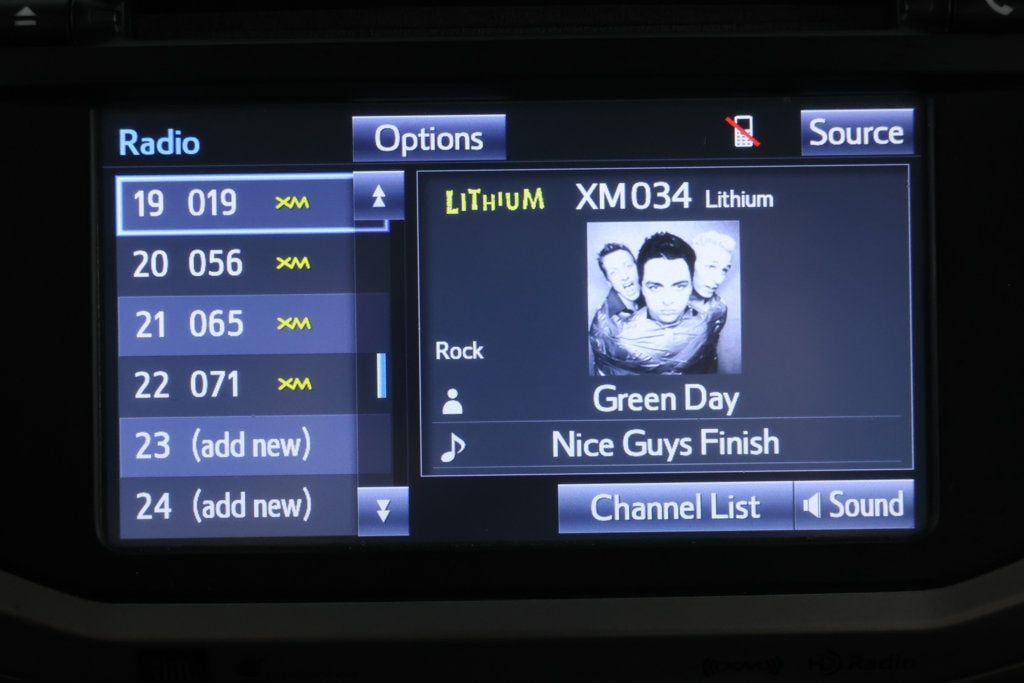 Radio
Options
Source
19 019 XM
20 056 XM
21 065 XM
22 071 XM
23 (add new)
24 (add new)
LiTHiUM XM034 Lithium
Rock
Green Day
Nice Guys Finish
Channel List
Sound
((XM)) HD Radio